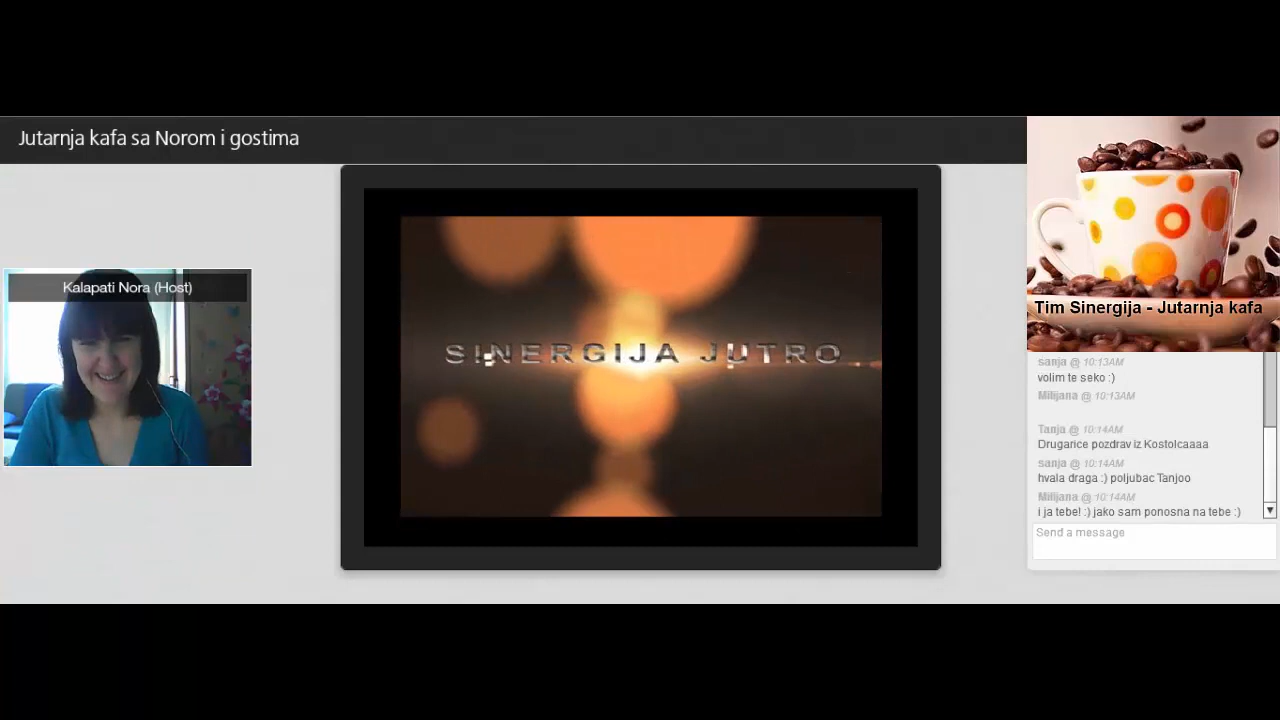 Jutarnja kafa sa Norom i gostima
Kalapati Nora (Host)
SINERGIJA JUTRO
Tim Sinergija - Jutarnja kafa
sanja @ 10:13AM
volim te seko :)
Milijana @ 10:13AM
Tanja @ 10:14AM
Drugarice pozdrav iz Kostolcaaaa
sanja @ 10:14AM
hvala draga :) poljubac Tanjoo
Milijana @ 10:14AM
i ja tebe! :) jako sam ponosna na tebe :)
Send a message